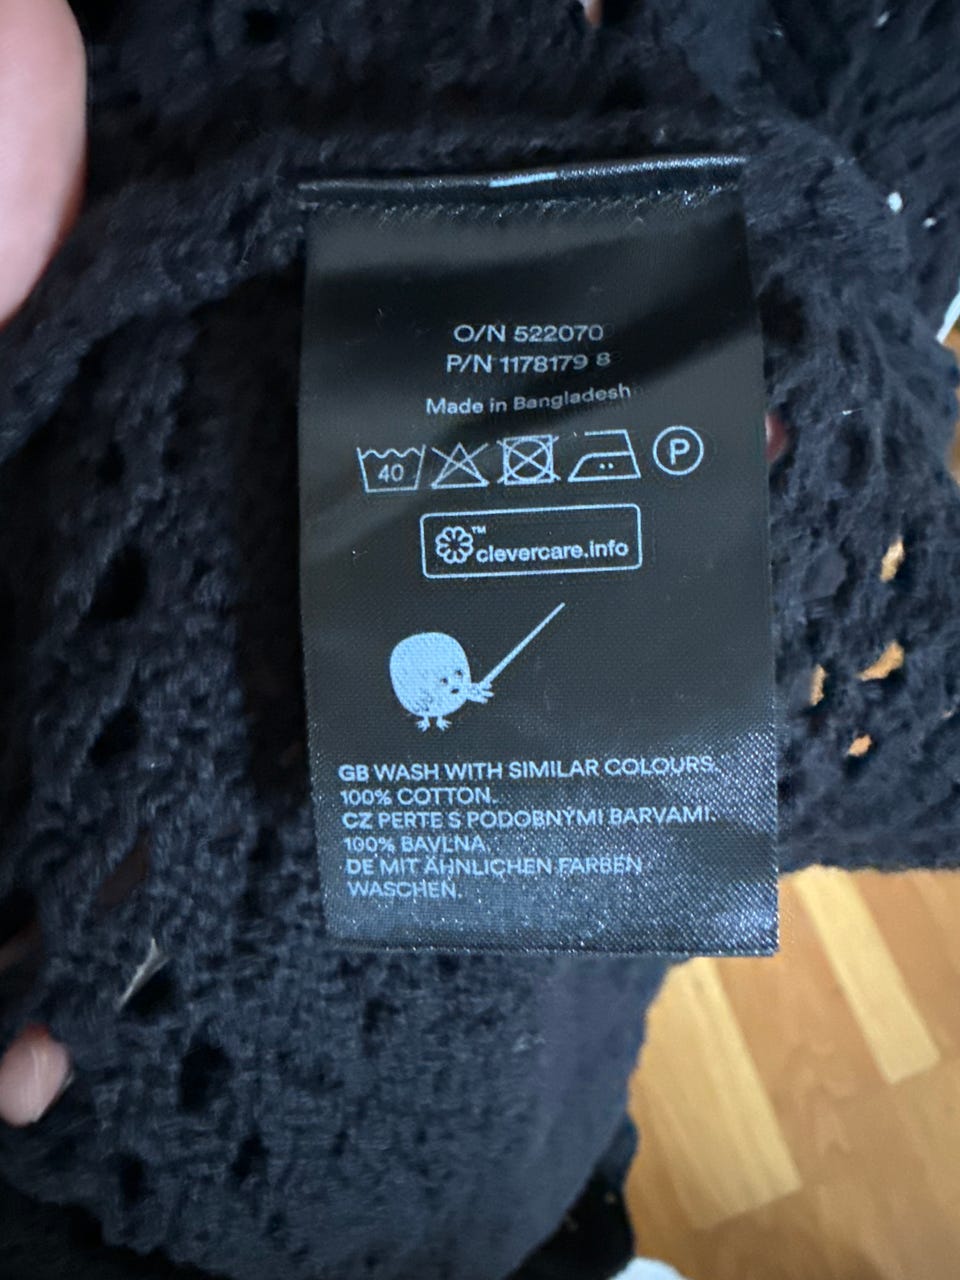 O/N 522070
P/N 1178179 8
Made in Bangladesh
40
P
™
clevercare.info
GB WASH WITH SIMILAR COLOURS.
100% COTTON.
CZ PERTE S PODOBNÝMI BARVAMI.
100% BAVLNA
DE MIT ÄHNLICHEN FARBEN
WASCHEN.